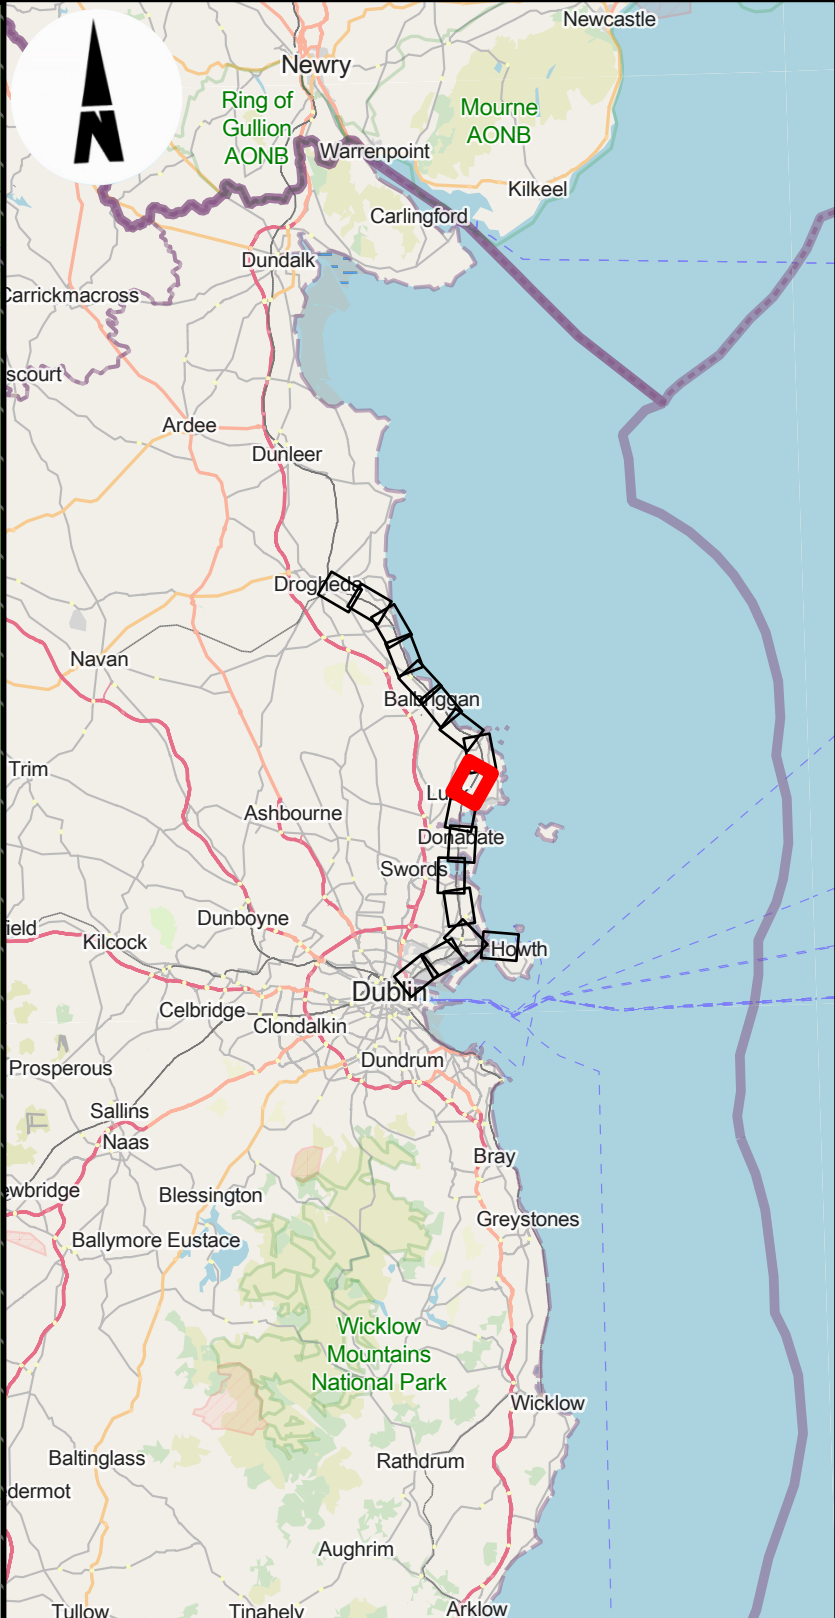 Newcastle
Newry
Ring of
Gullion
AONB
Mourne
AONB
N
Warrenpoint
Kilkeel
Carlingford
Dundalk
Carrickmacross
scourt
Ardee
Dunleer
Drogheda
Navan
Balbriggan
Trim
Lu
Ashbourne
Donabate
Swords
Dunboyne
ield
Kilcock
Howth
Dublin
Celbridge
Clondalkin
Dundrum
Prosperous
Sallins
Naas
Bray
ewbridge
Blessington
Greystones
Ballymore Eustace
Wicklow
Mountains
National Park
Wicklow
Baltinglass
Rathdrum
dermot
Aughrim
Tullow
Tinahely
Arklow